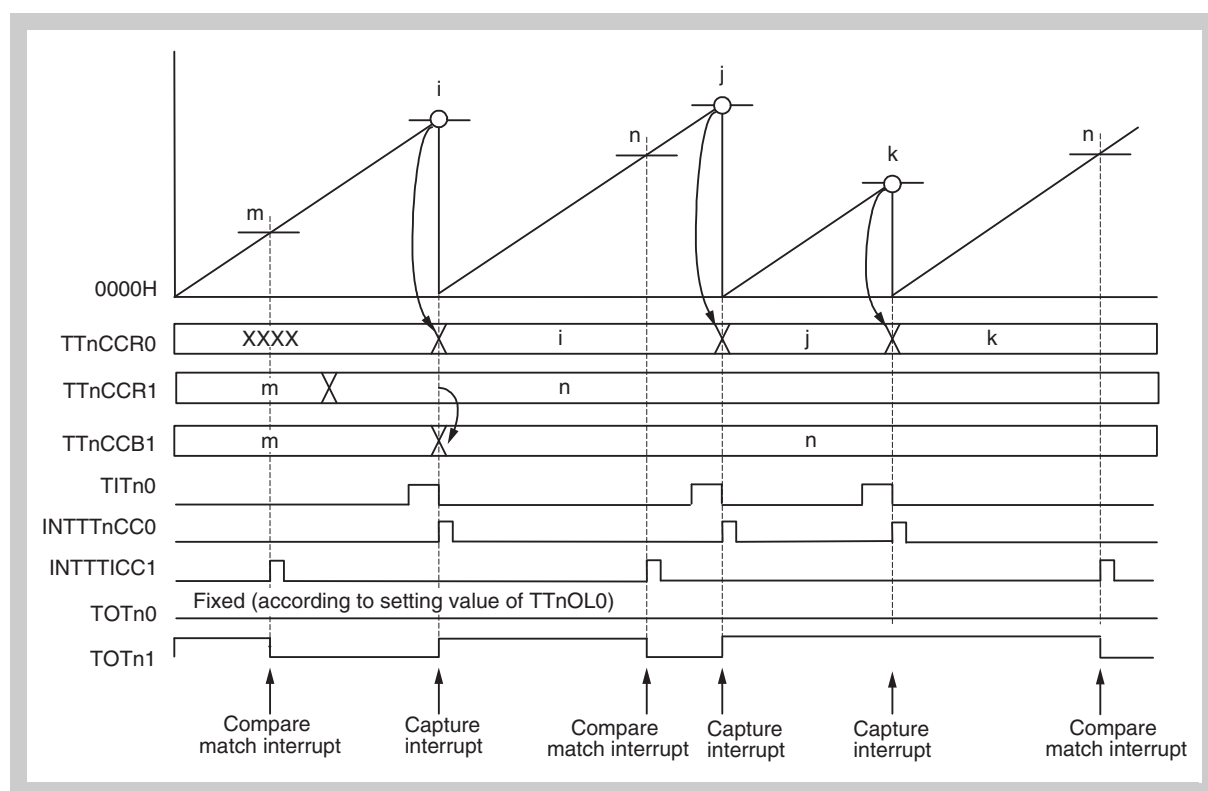 i
j
n
n
k
m
0000H
TTnCCR0 XXXX i j k
TTnCCR1 m n
TTnCCB1 m n
TITn0
INTTTnCC0
INTTTICC1
Fixed (according to setting value of TTnOL0)
TOTn0
TOTn1
Compare
match interrupt
Capture
interrupt
Compare
match interrupt
Capture
interrupt
Capture
interrupt
Compare
match interrupt